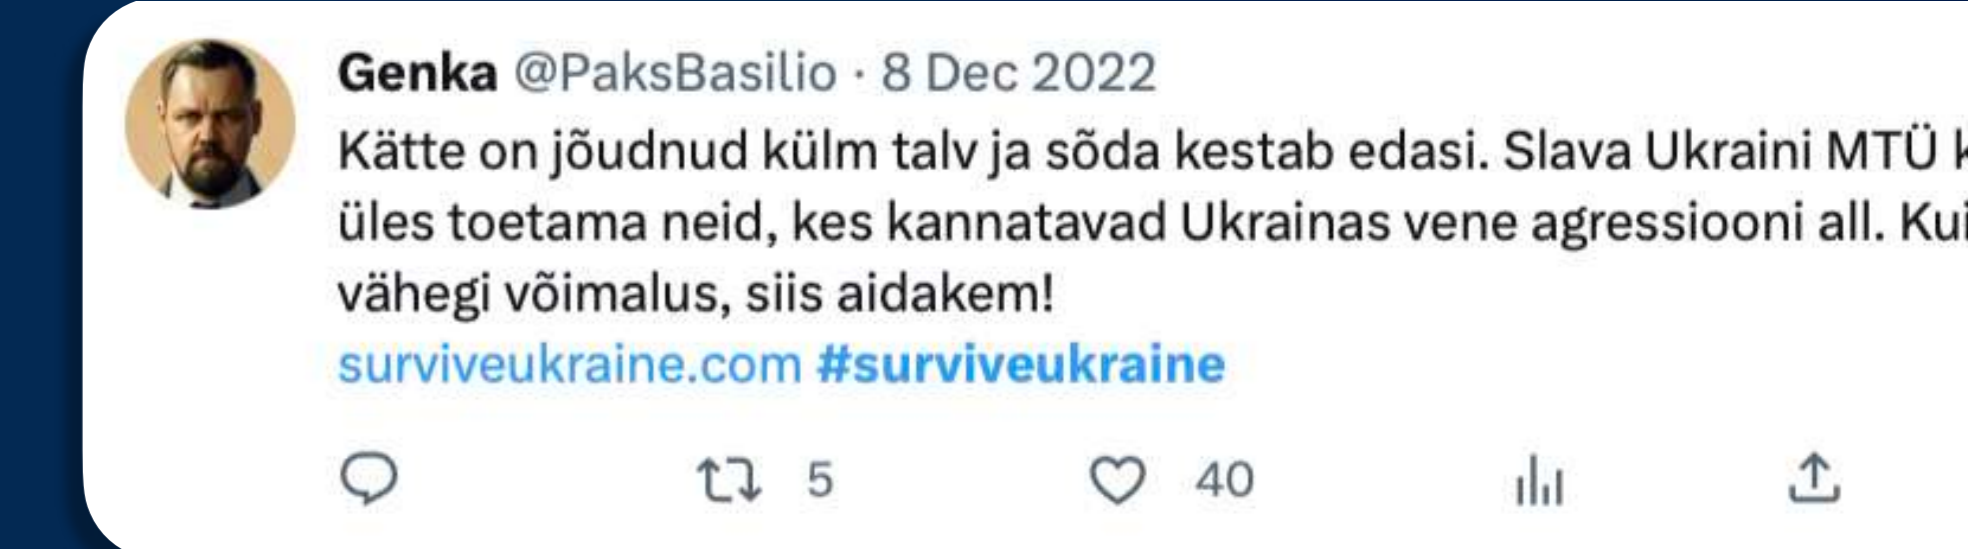 Genka @PaksBasilio · 8 Dec 2022
Kätte on jõudnud külm talv ja sõda kestab edasi. Slava Ukraini MTÜ
üles toetama neid, kes kannatavad Ukrainas vene agressiooni all.
vähegi võimalus, siis aidakem!
surviveukraine.com #surviveukraine
5 40